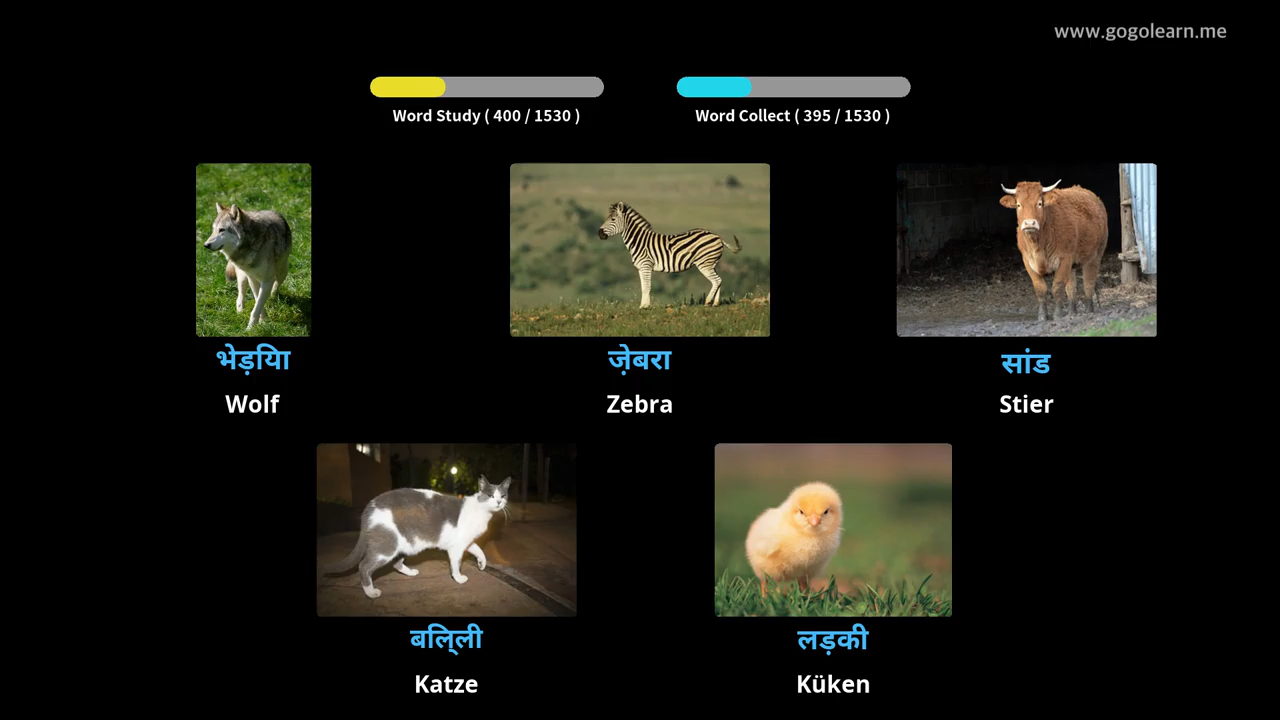 www.gogolearn.me
Word Study ( 400 / 1530 )
Word Collect ( 395 / 1530 )
भेड़िया
Wolf
ज़ेबरा
Zebra
सांड
Stier
बिल्ली
Katze
लड़की
Küken